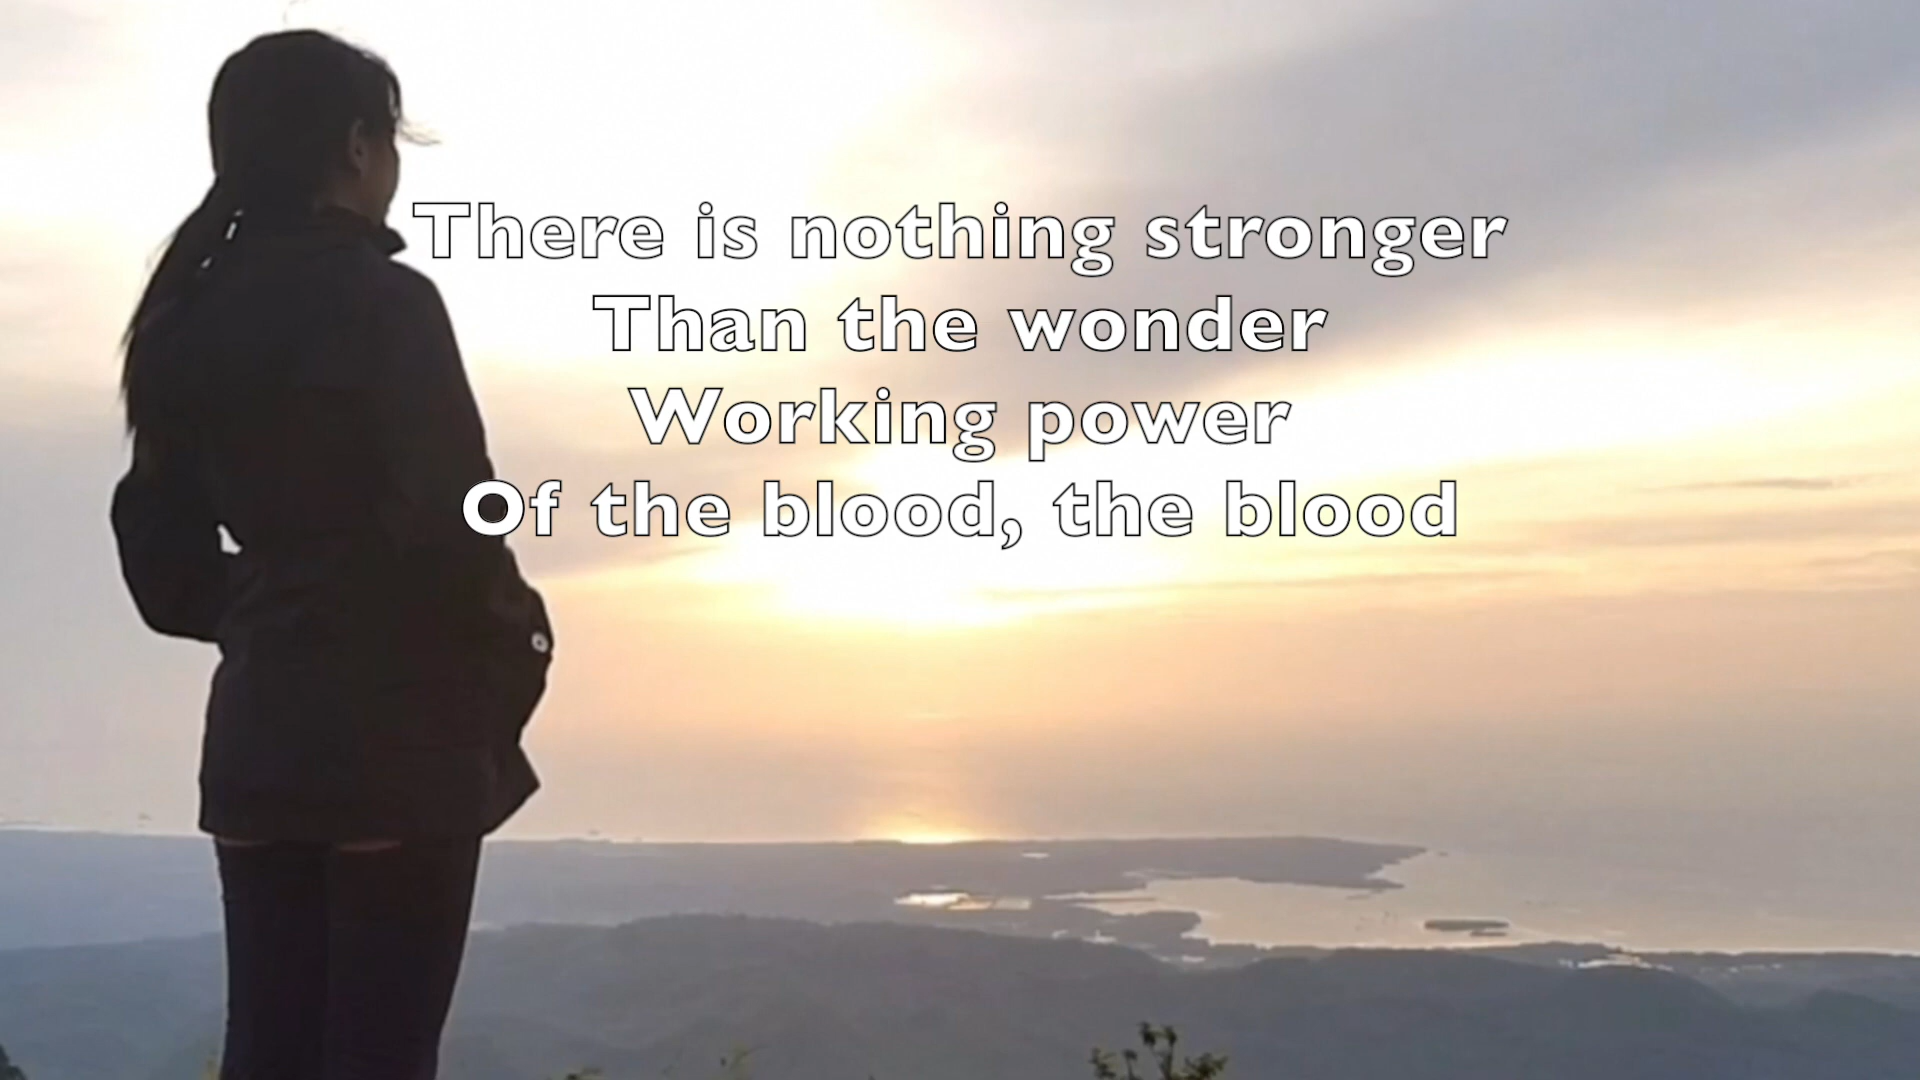 There is nothing stronger
Than the wonder
Working power
Of the blood, the blood